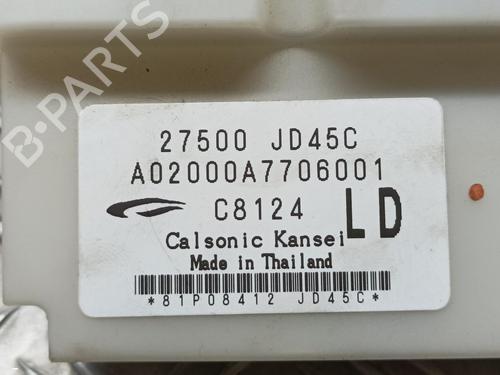 27500 JD45C
A02000A7706001
C8124 LD
Calsonic Kansei
Made in Thailand
*81P08412 JD45C*
B-PARTS